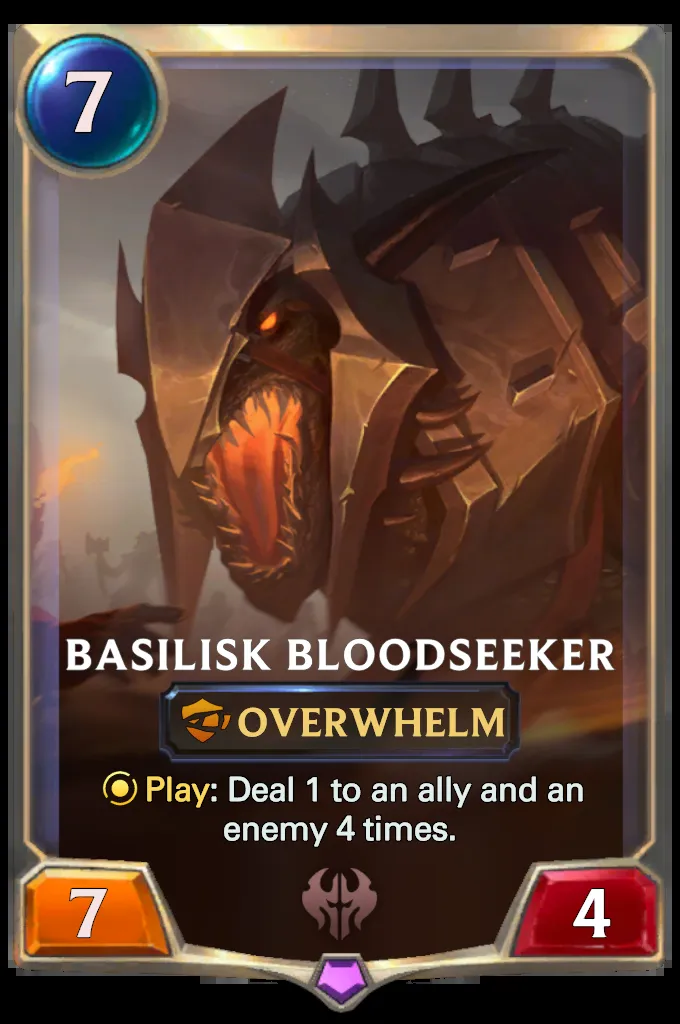 7
BASILISK BLOODSEEKER
OVERWHELM
Play: Deal 1 to an ally and an
enemy 4 times.
7 4